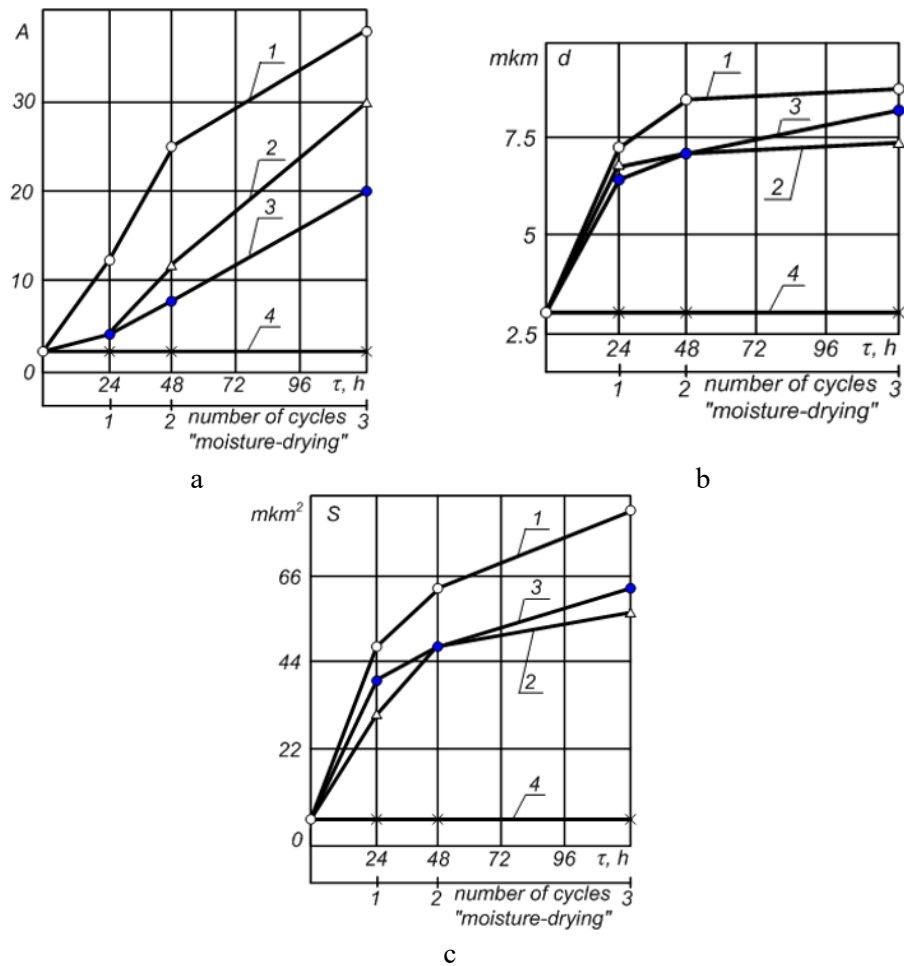 A
30
20
10
0
1
2
3
4
24 48 72 96 τ, h
1 2 number of cycles 3
"moisture-drying"
a
mkm d
7.5
5
2.5
1
3
2
4
24 48 72 96 τ, h
1 2 number of cycles 3
"moisture-drying"
b
mkm² S
66
44
22
0
1
3
2
4
24 48 72 96 τ, h
1 2 number of cycles 3
"moisture-drying"
c